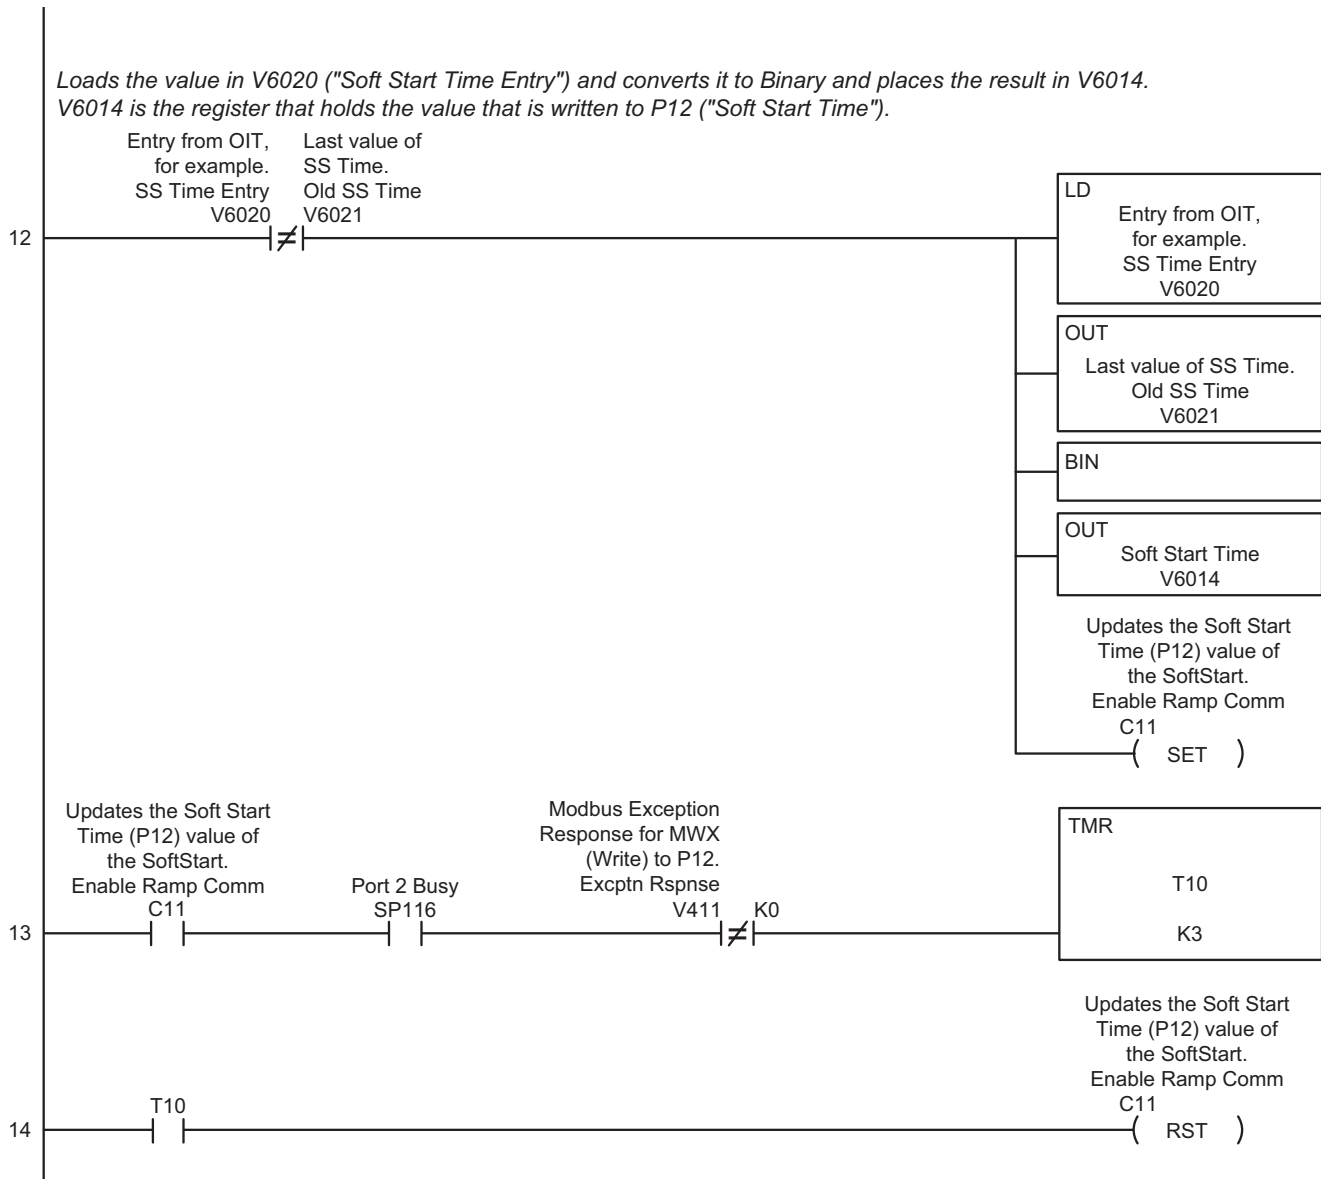 Loads the value in V6020 ("Soft Start Time Entry") and converts it to Binary and places the result in V6014.
V6014 is the register that holds the value that is written to P12 ("Soft Start Time").
Entry from OIT,
for example.
SS Time Entry
V6020
Last value of
SS Time.
Old SS Time
V6021
12
LD
Entry from OIT,
for example.
SS Time Entry
V6020
OUT
Last value of SS Time.
Old SS Time
V6021
BIN
OUT
Soft Start Time
V6014
Updates the Soft Start
Time (P12) value of
the SoftStart.
Enable Ramp Comm
C11
SET
Updates the Soft Start
Time (P12) value of
the SoftStart.
Enable Ramp Comm
C11
Port 2 Busy
SP116
Modbus Exception
Response for MWX
(Write) to P12.
Excptn Rspnse
V411
K0
13
TMR
T10
K3
Updates the Soft Start
Time (P12) value of
the SoftStart.
Enable Ramp Comm
C11
T10
14
RST